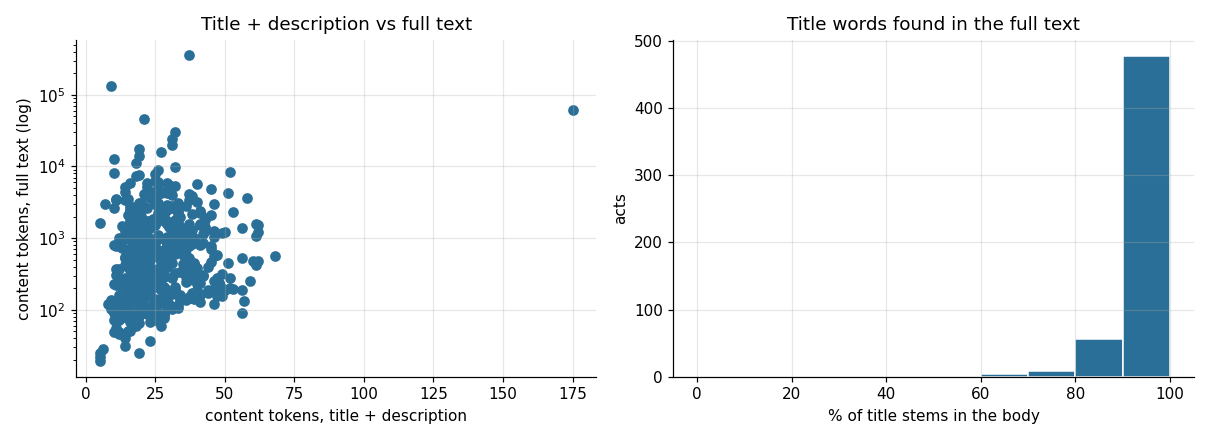 Title + description vs full text
content tokens, full text (log)
10⁵
10⁴
10³
10²
0 25 50 75 100 125 150 175
content tokens, title + description
Title words found in the full text
acts
500
400
300
200
100
0
0 20 40 60 80 100
% of title stems in the body